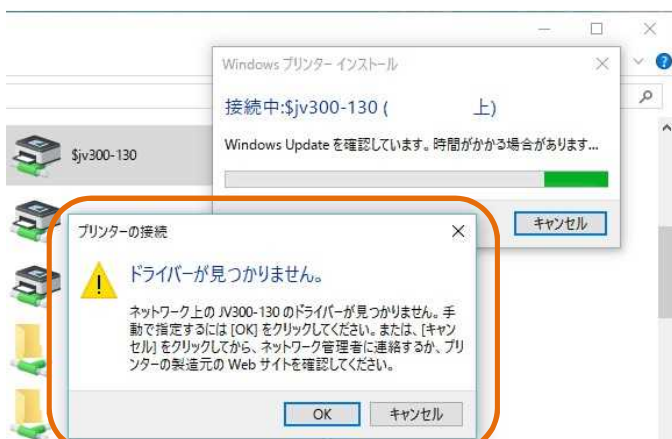 Windows プリンター インストール
接続中:$jv300-130 ( 上)
Windows Update を確認しています。時間がかかる場合があります...
キャンセル
$jv300-130
プリンターの接続
ドライバーが見つかりません。
ネットワーク上の JV300-130 のドライバーが見つかりません。手
動で指定するには [OK] をクリックしてください。または、[キャン
セル] をクリックしてから、ネットワーク管理者に連絡するか、プリ
ンターの製造元の Web サイトを確認してください。
OK
キャンセル